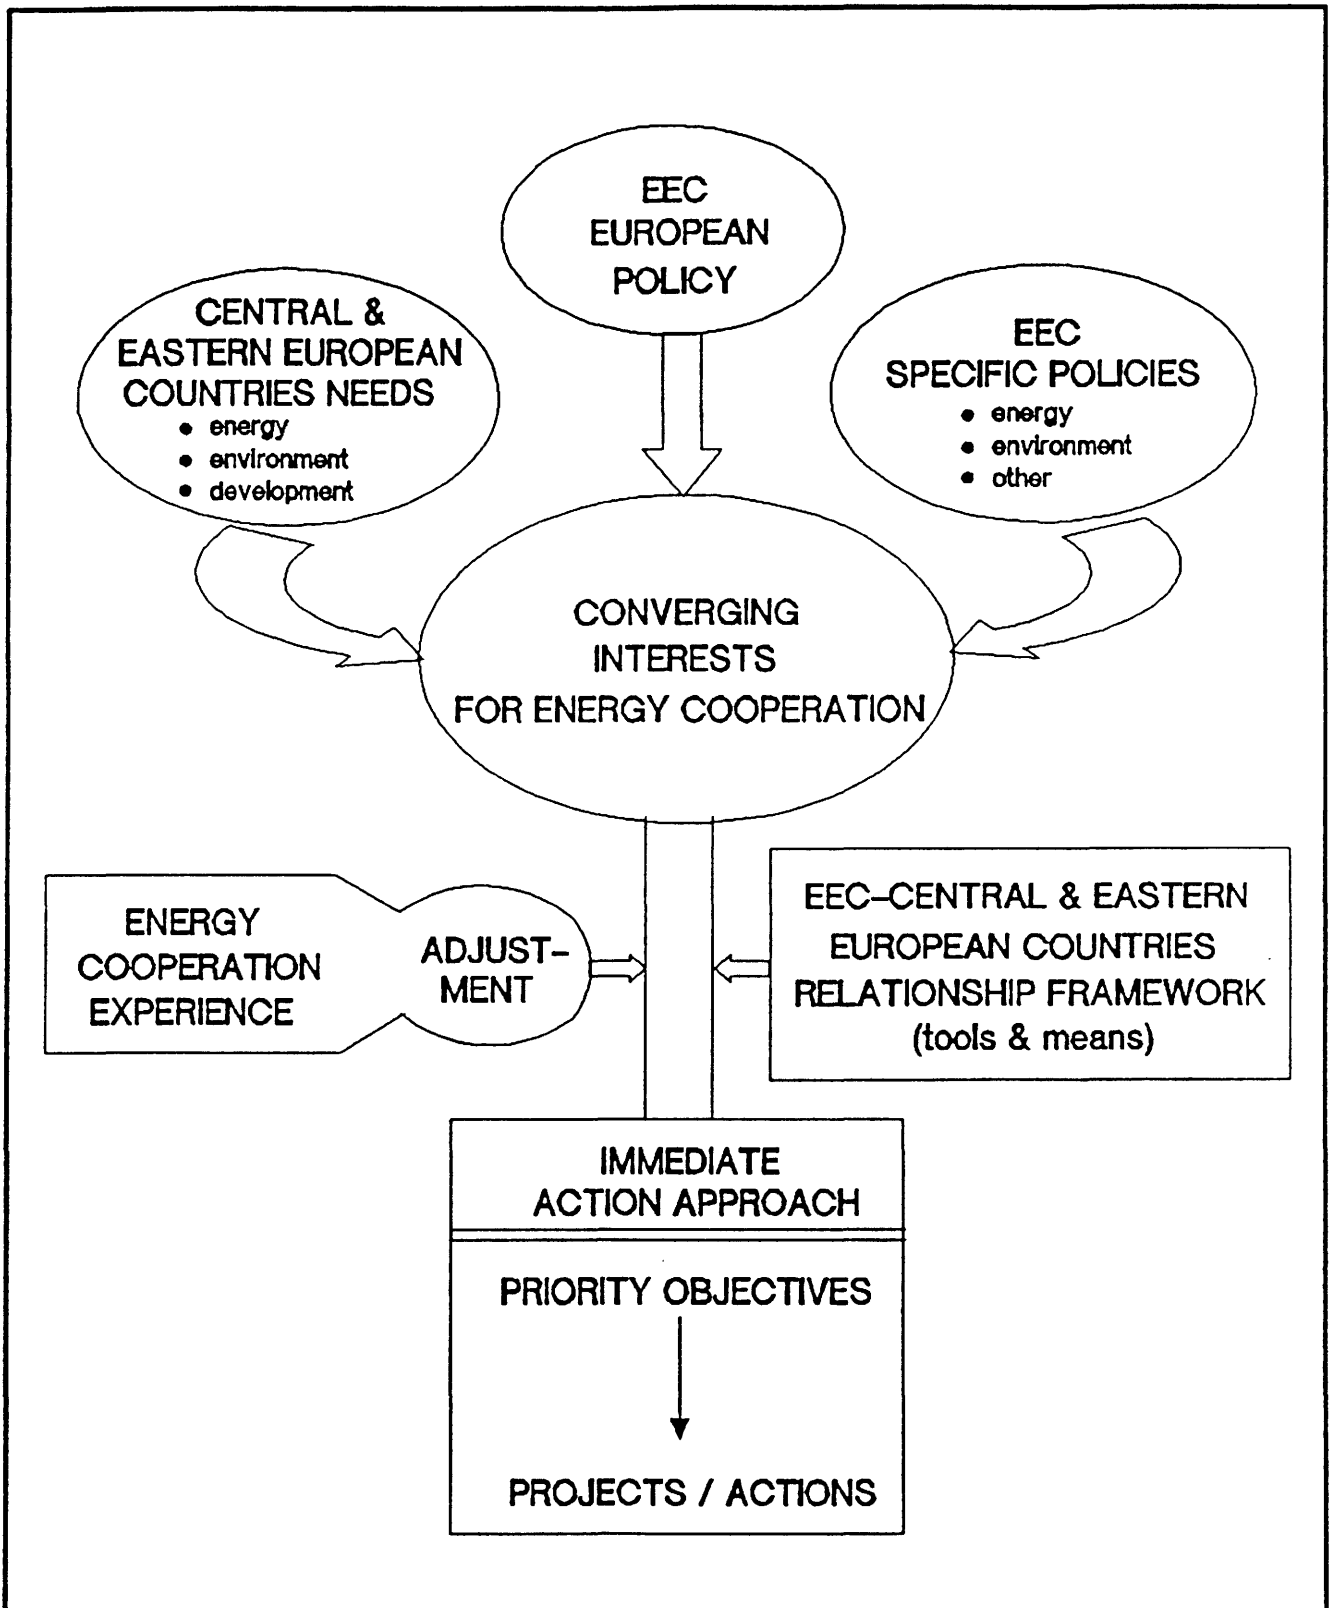 EEC
EUROPEAN
POLICY
CENTRAL &
EASTERN EUROPEAN
COUNTRIES NEEDS
• energy
• environment
• development
EEC
SPECIFIC POLICIES
• energy
• environment
• other
CONVERGING
INTERESTS
FOR ENERGY COOPERATION
ENERGY
COOPERATION
EXPERIENCE
ADJUST–
MENT
EEC–CENTRAL & EASTERN
EUROPEAN COUNTRIES
RELATIONSHIP FRAMEWORK
(tools & means)
IMMEDIATE
ACTION APPROACH
PRIORITY OBJECTIVES
PROJECTS / ACTIONS